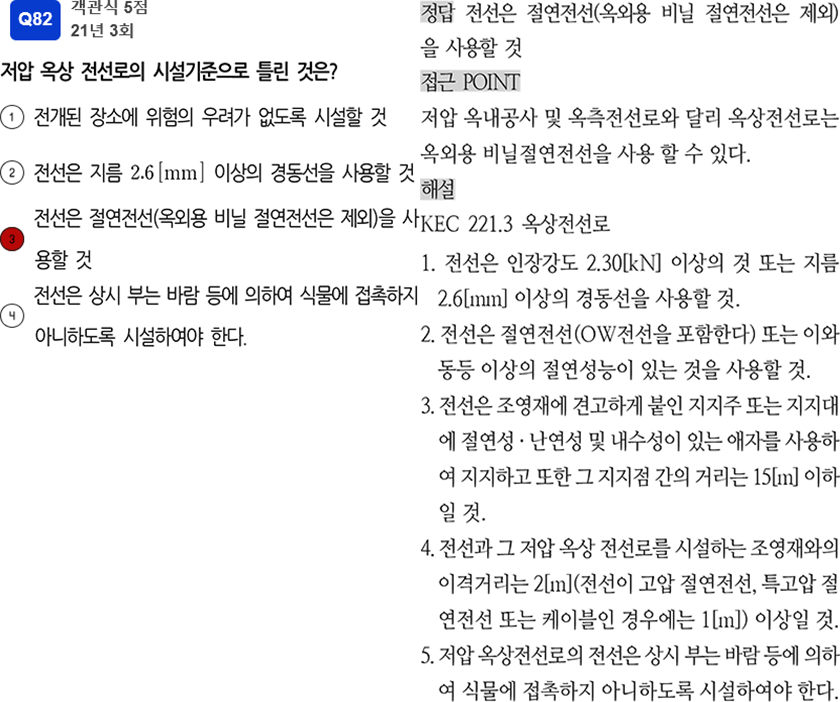 Q82
객관식 5점
21년 3회
저압 옥상 전선로의 시설기준으로 틀린 것은?
1 전개된 장소에 위험의 우려가 없도록 시설할 것
2 전선은 지름 2.6[mm] 이상의 경동선을 사용할 것
3 전선은 절연전선(옥외용 비닐 절연전선은 제외)을 사
용할 것
4 전선은 상시 부는 바람 등에 의하여 식물에 접촉하지
아니하도록 시설하여야 한다.
정답 전선은 절연전선(옥외용 비닐 절연전선은 제외)
을 사용할 것
접근 POINT
저압 옥내공사 및 옥측전선로와 달리 옥상전선로는
옥외용 비닐절연전선을 사용 할 수 있다.
해설
KEC 221.3 옥상전선로
1. 전선은 인장강도 2.30[kN] 이상의 것 또는 지름
2.6[mm] 이상의 경동선을 사용할 것.
2. 전선은 절연전선(OW전선을 포함한다) 또는 이와
동등 이상의 절연성능이 있는 것을 사용할 것.
3. 전선은 조영재에 견고하게 붙인 지지주 또는 지지대
에 절연성·난연성 및 내수성이 있는 애자를 사용하
여 지지하고 또한 그 지지점 간의 거리는 15[m] 이하
일 것.
4. 전선과 그 저압 옥상 전선로를 시설하는 조영재와의
이격거리는 2[m](전선이 고압 절연전선, 특고압 절
연전선 또는 케이블인 경우에는 1[m]) 이상일 것.
5. 저압 옥상전선로의 전선은 상시 부는 바람 등에 의하
여 식물에 접촉하지 아니하도록 시설하여야 한다.